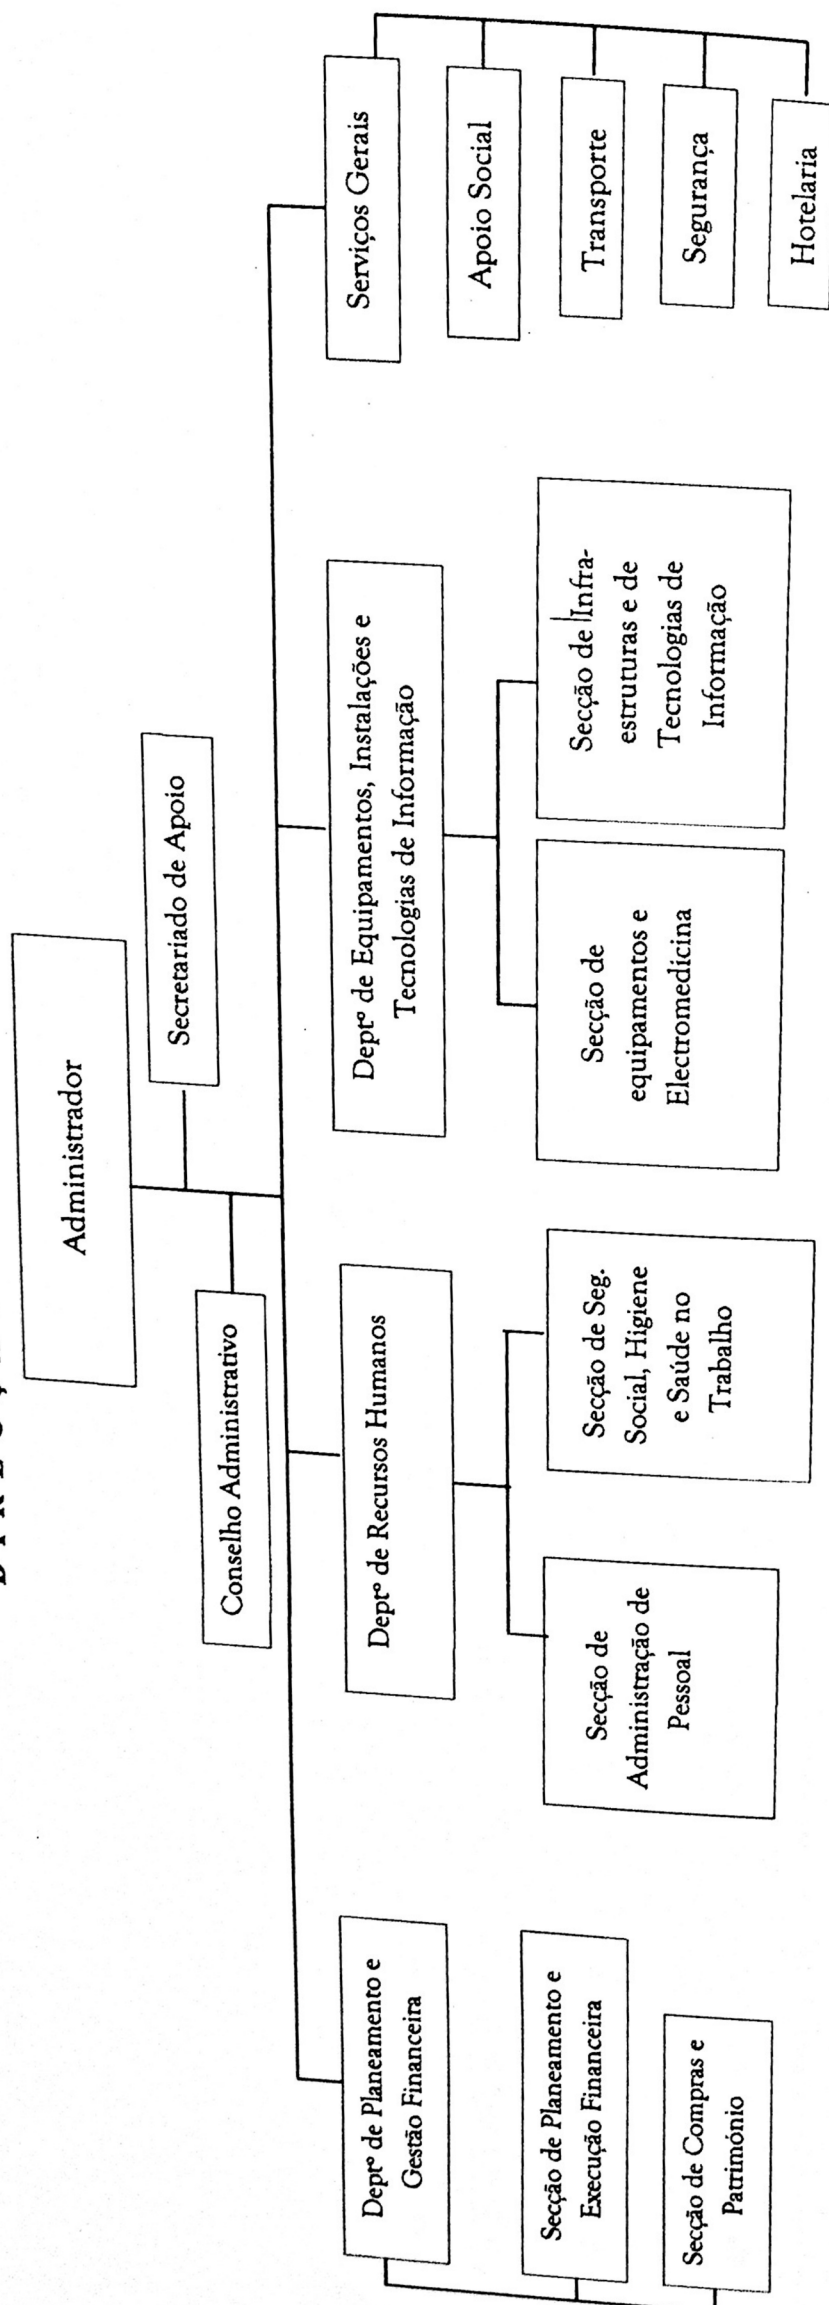 Administrador
Secretariado de Apoio
Conselho Administrativo
Deptº de Planeamento e
Gestão Financeira
Secção de Planeamento e
Execução Financeira
Secção de Compras e
Património
Deptº de Recursos Humanos
Secção de
Administração de
Pessoal
Secção de Seg.
Social, Higiene
e Saúde no
Trabalho
Deptº de Equipamentos, Instalações e
Tecnologias de Informação
Secção de
equipamentos e
Electromedicina
Secção de Infra-
estruturas e de
Tecnologias de
Informação
Serviços Gerais
Apoio Social
Transporte
Segurança
Hotelaria